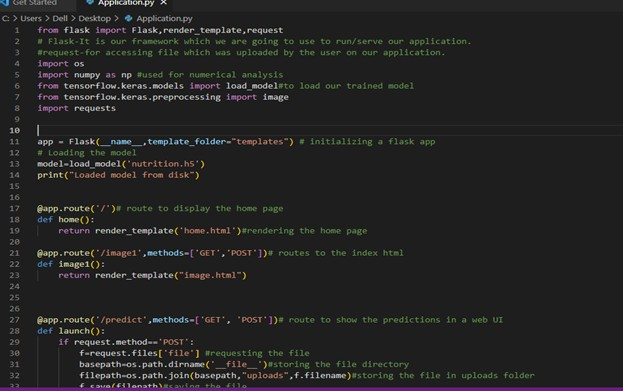 Get Started Application.py
C: > Users > Dell > Desktop > Application.py
1 from flask import Flask,render_template,request
2 # Flask-It is our framework which we are going to use to run/serve our application.
3 #request-for accessing file which was uploaded by the user on our application.
4 import os
5 import numpy as np #used for numerical analysis
6 from tensorflow.keras.models import load_model#to load our trained model
7 from tensorflow.keras.preprocessing import image
8 import requests
9
10
11 app = Flask(__name__,template_folder="templates") # initializing a flask app
12 # Loading the model
13 model=load_model('nutrition.h5')
14 print("Loaded model from disk")
15
16
17 @app.route('/')# route to display the home page
18 def home():
19 return render_template('home.html')#rendering the home page
20
21 @app.route('/image1',methods=['GET','POST'])# routes to the index html
22 def image1():
23 return render_template("image.html")
24
25
26
27 @app.route('/predict',methods=['GET', 'POST'])# route to show the predictions in a web UI
28 def launch():
29 if request.method=='POST':
30 f=request.files['file'] #requesting the file
31 basepath=os.path.dirname('__file__')#storing the file directory
32 filepath=os.path.join(basepath,"uploads",f.filename)#storing the file in uploads folder
33 f.save(filepath)#saving the file